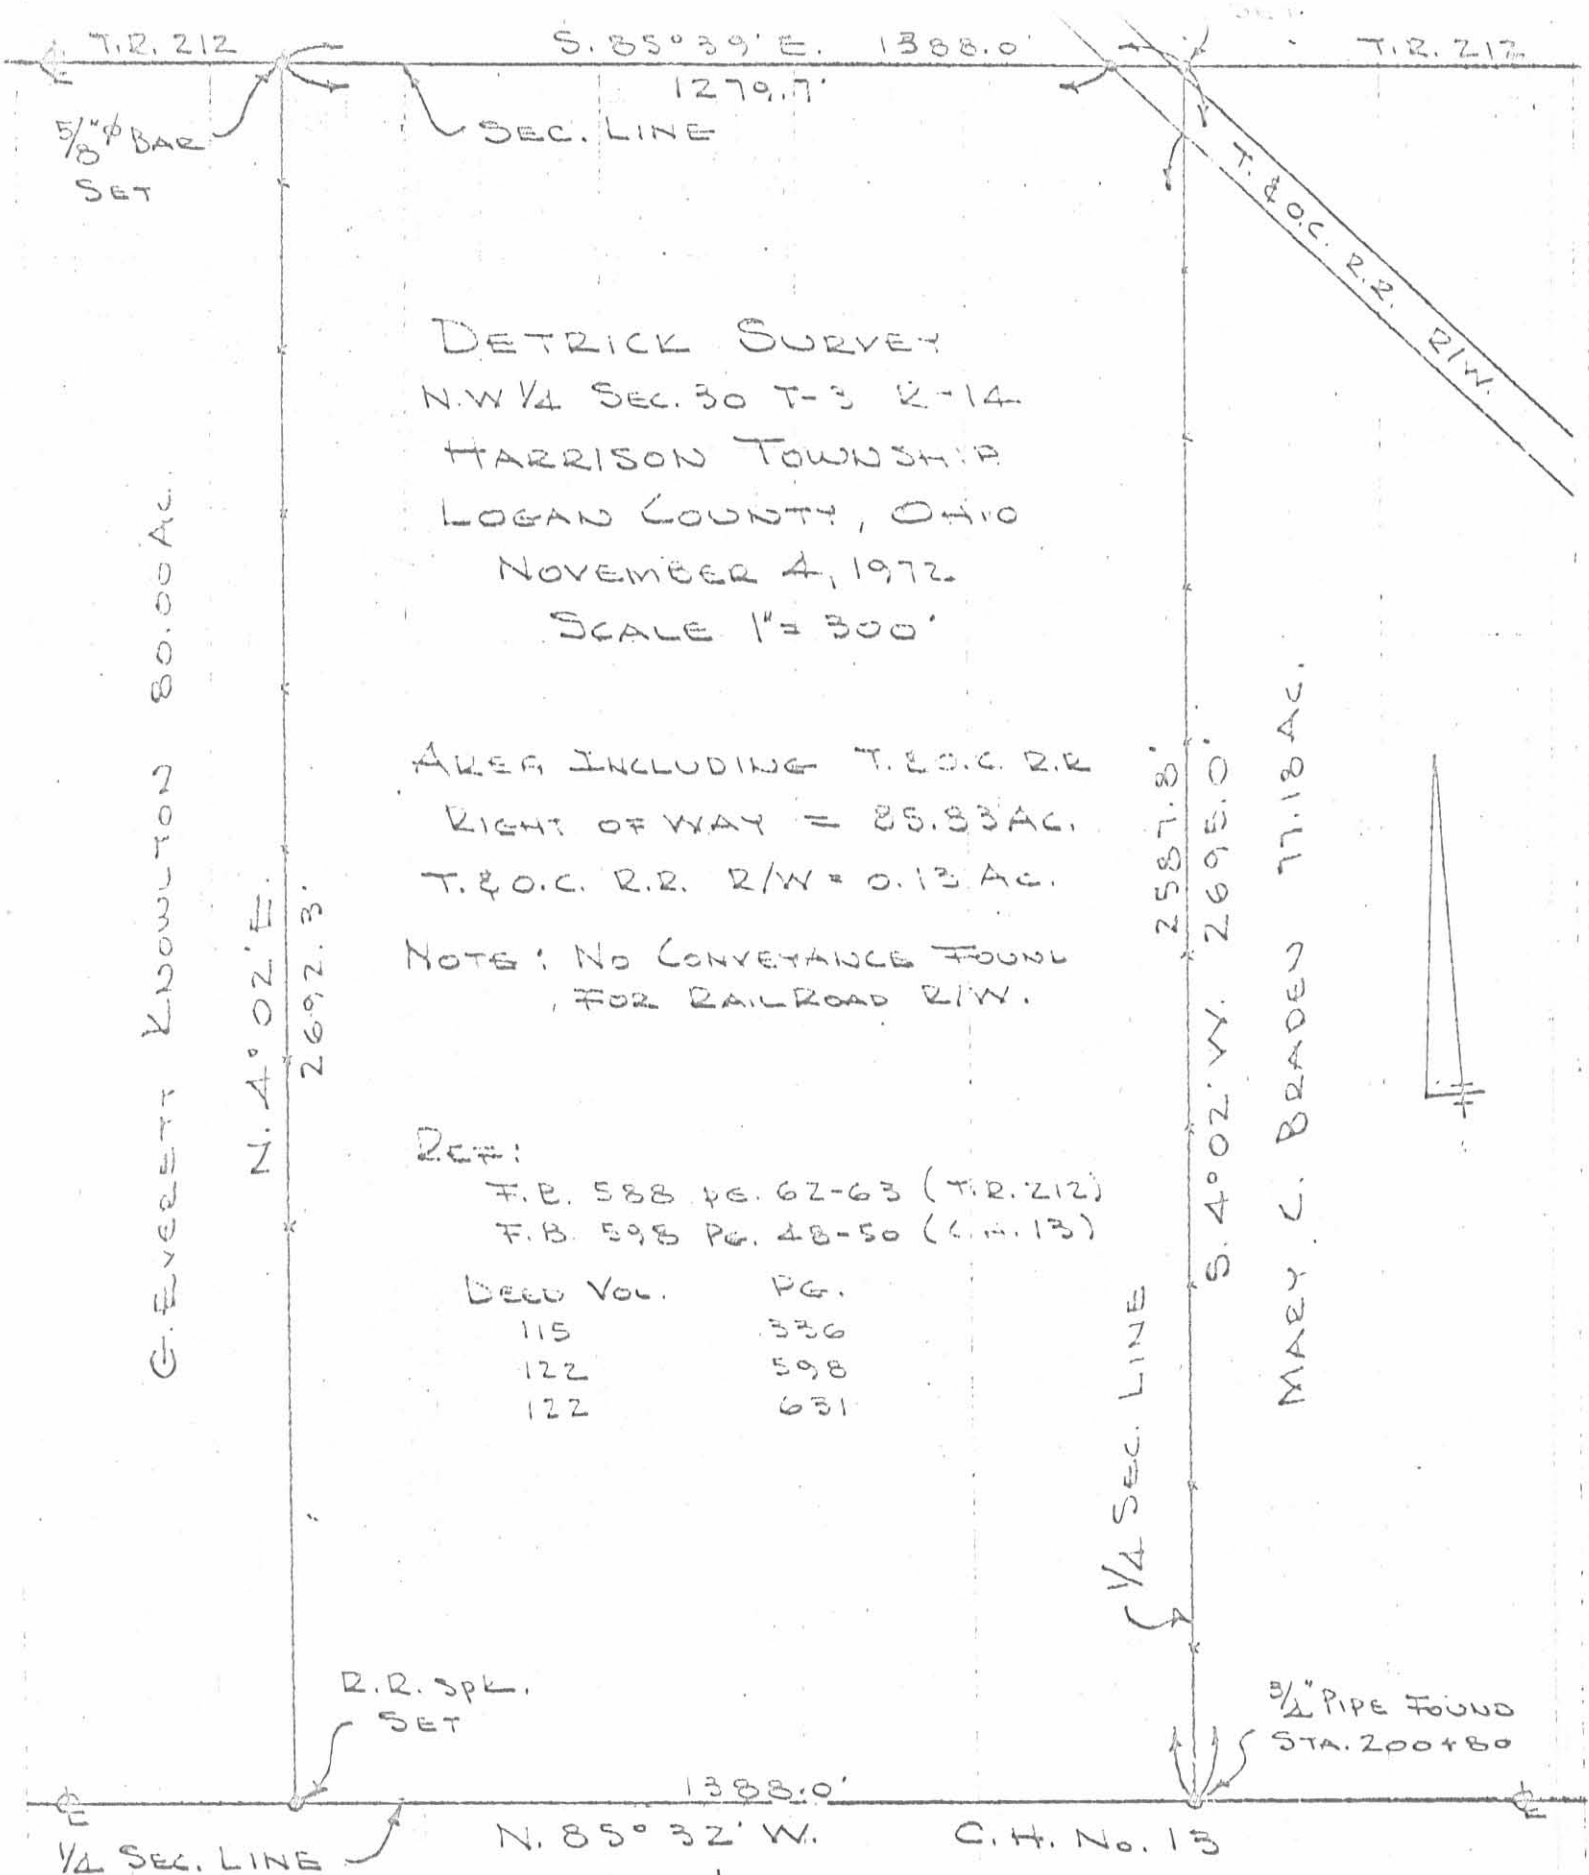 T.R. 212
S. 85° 39' E. 1388.0'
T.R. 212
1279.7'
5/8"ϕ BAR
SET
SEC. LINE
T. & O.C. R.R. R/W.
DETRICK SURVEY
N.W 1/4 SEC. 30 T-3 R-14
HARRISON TOWNSHIP
LOGAN COUNTY, OHIO
NOVEMBER 4, 1972
SCALE 1" = 300'
AREA INCLUDING T. & O.C. R.R
RIGHT OF WAY = 85.83 AC.
T. & O.C. R.R. R/W = 0.13 AC.
NOTE: NO CONVEYANCE FOUND
FOR RAILROAD R/W.
G. EVERETT KNOWLTON 80.00 AC.
N. 4° 02' E.
2692.3'
2587.8'
S. 4° 02' W. 2695.0'
MARY C. BRADEN 77.18 AC.
REF:
F.B. 588 PG. 62-63 (T.R. 212)
F.B. 598 PG. 48-50 (C.H. 13)
DEED VOL. PG.
115 336
122 598
122 631
1/4 SEC. LINE
R.R. SPK.
SET
3/4" PIPE FOUND
STA. 200+80
1388.0'
N. 85° 32' W.
C.H. No. 13
1/4 SEC. LINE